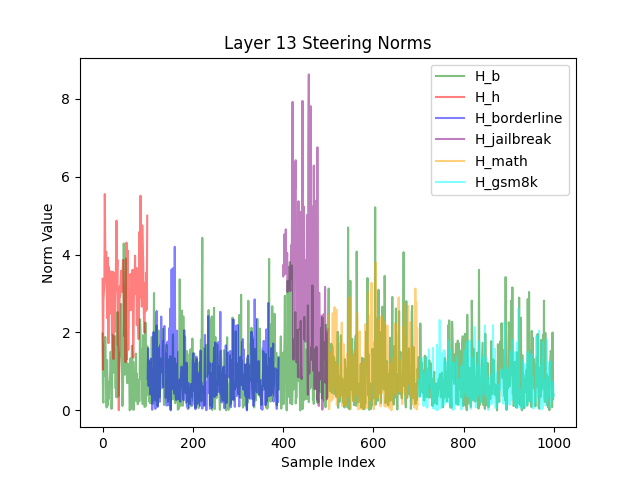 Layer 13 Steering Norms
H_b
H_h
H_borderline
H_jailbreak
H_math
H_gsm8k
Norm Value
8
6
4
2
0
0
200
400
600
800
1000
Sample Index